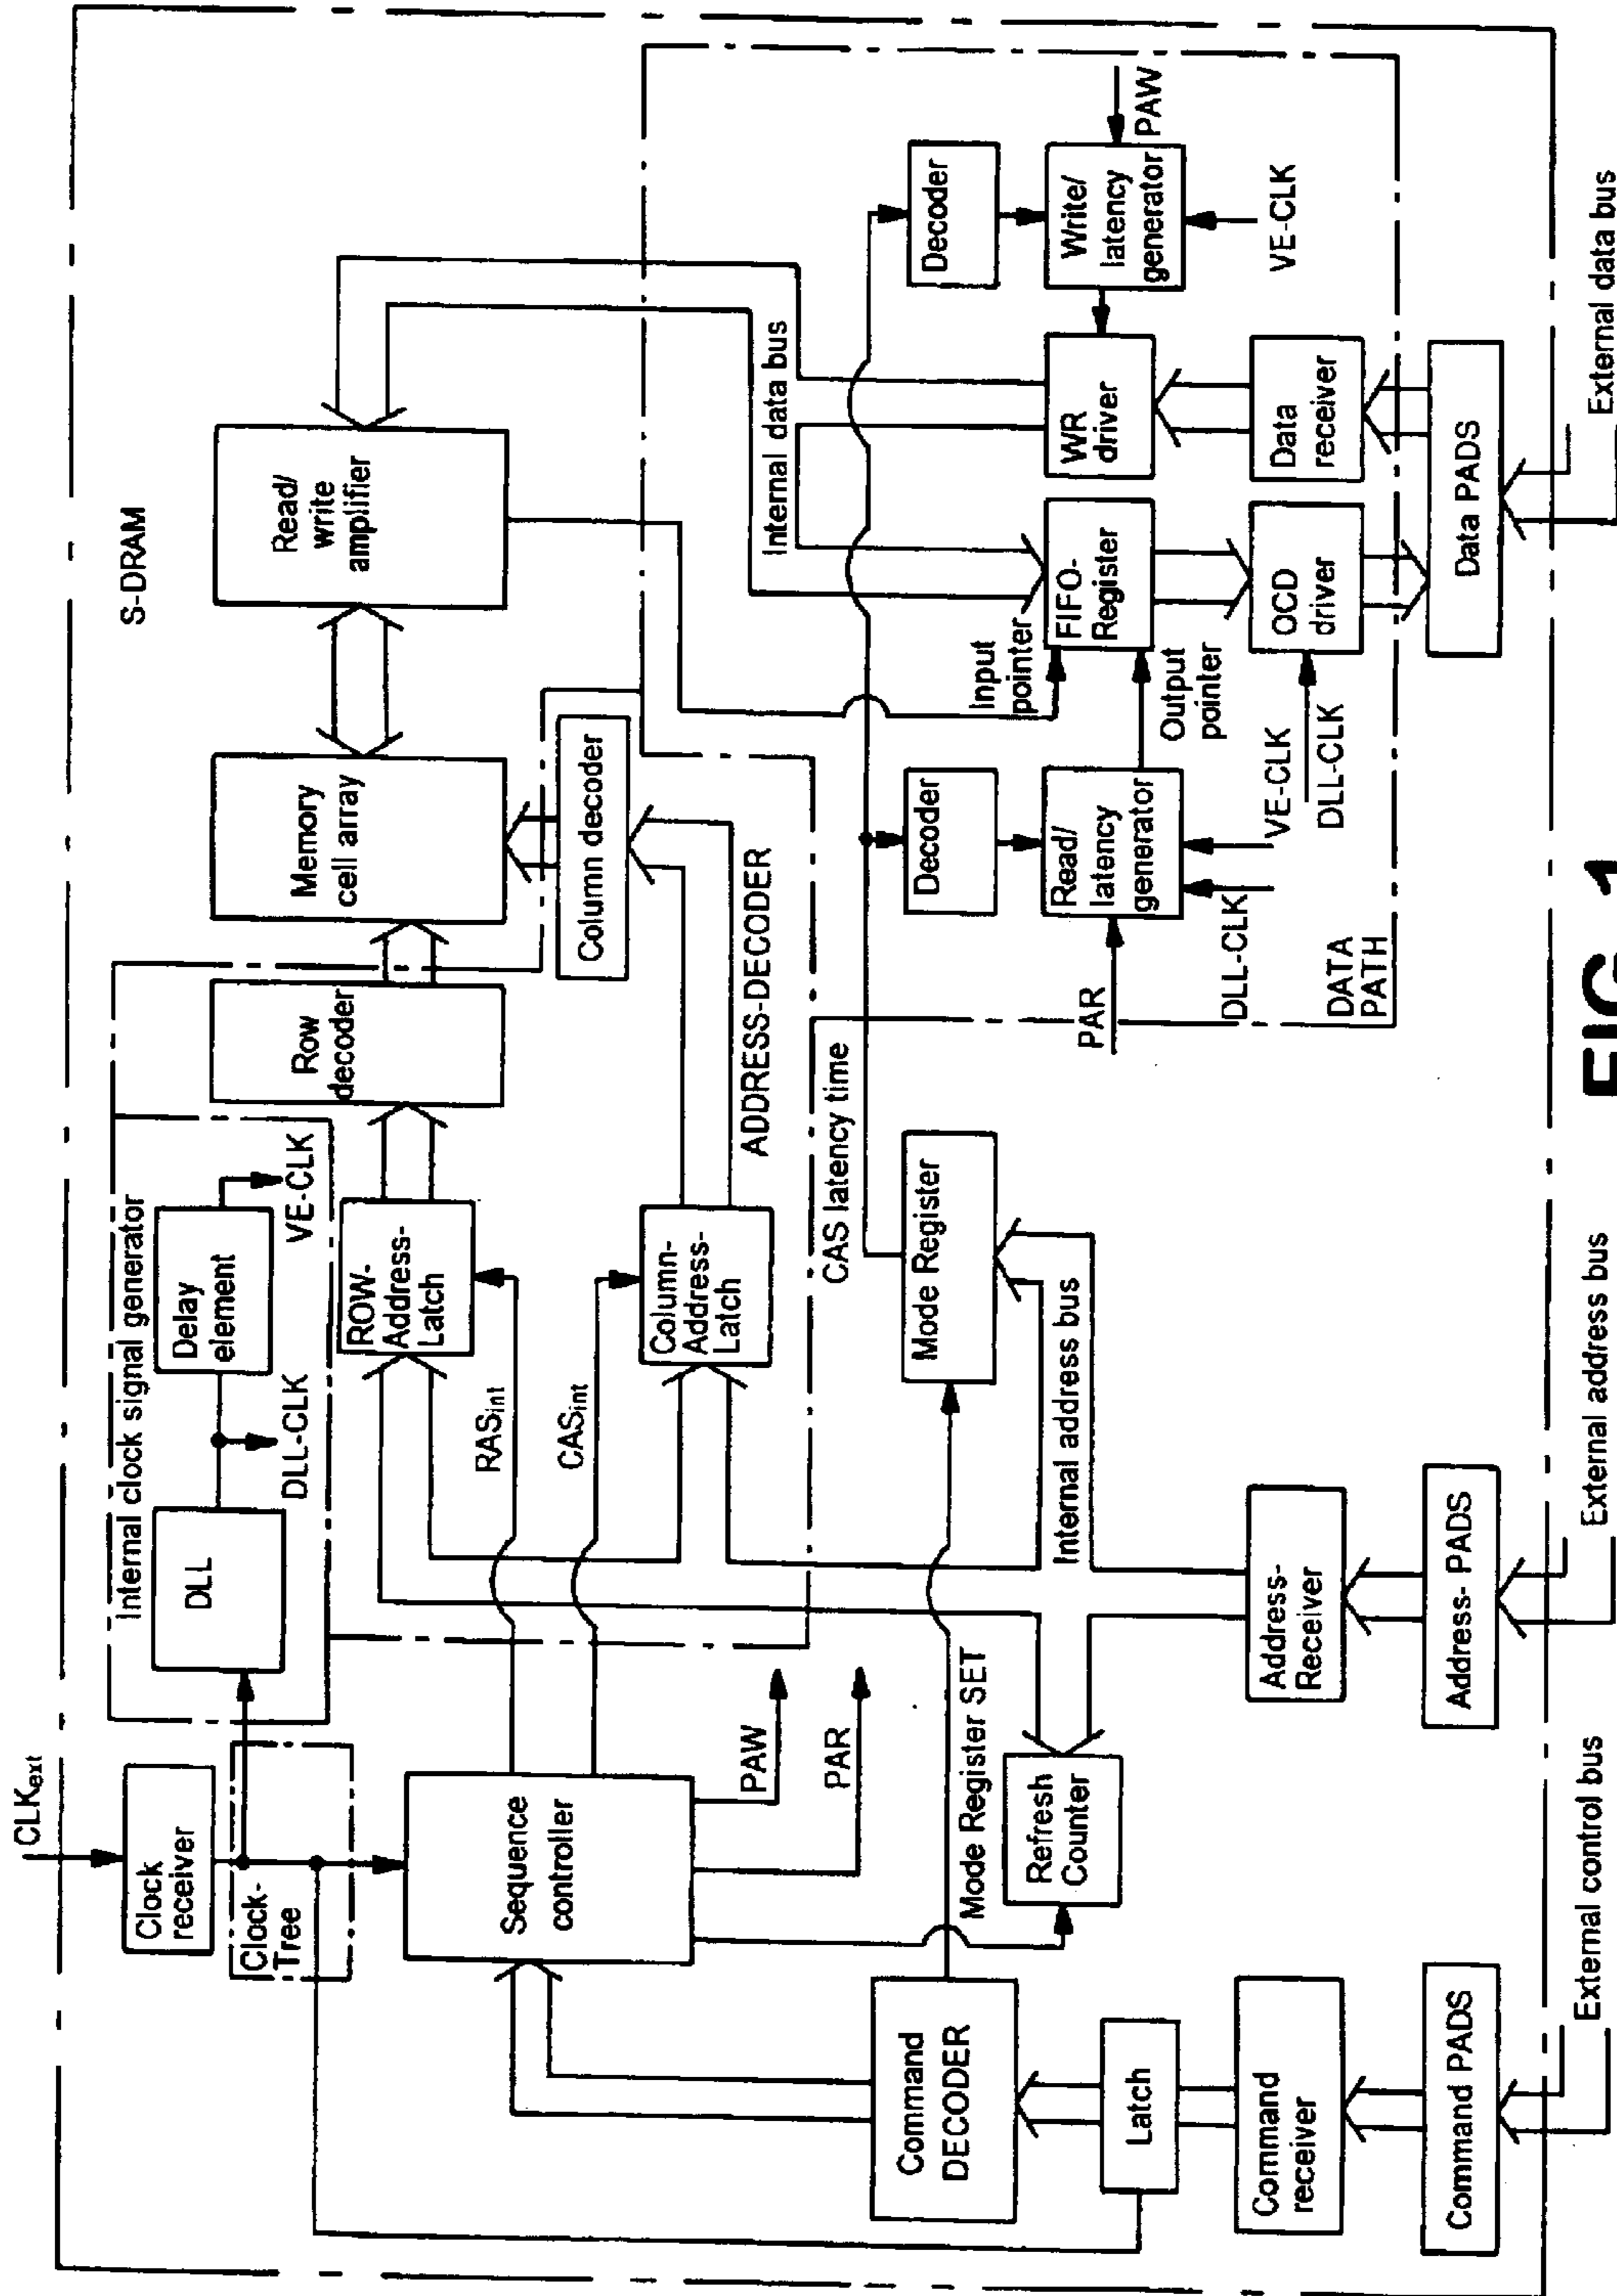 CLKext
S-DRAM
Clock
receiver
Clock-
Tree
Internal clock signal generator
DLL
DLL-CLK
Delay
element
VE-CLK
Row
decoder
Memory
cell array
Read/
write
amplifier
Sequence
controller
RASint
CASint
ROW-
Address-
Latch
Column-
Address-
Latch
Column decoder
ADDRESS-DECODER
PAW
PAR
CAS latency time
Internal data bus
Command
DECODER
Mode Register SET
Mode Register
Decoder
Decoder
Refresh
Counter
Internal address bus
PAR
Read/
latency
generator
Input
pointer
Output
pointer
FIFO-
Register
WR
driver
Write/
latency
generator
PAW
Latch
DLL-CLK
VE-CLK
DLL-CLK
VE-CLK
Command
receiver
Address-
Receiver
OCD
driver
Data
receiver
DATA
PATH
Command PADS
Address- PADS
Data PADS
External control bus
External address bus
External data bus
FIG 1